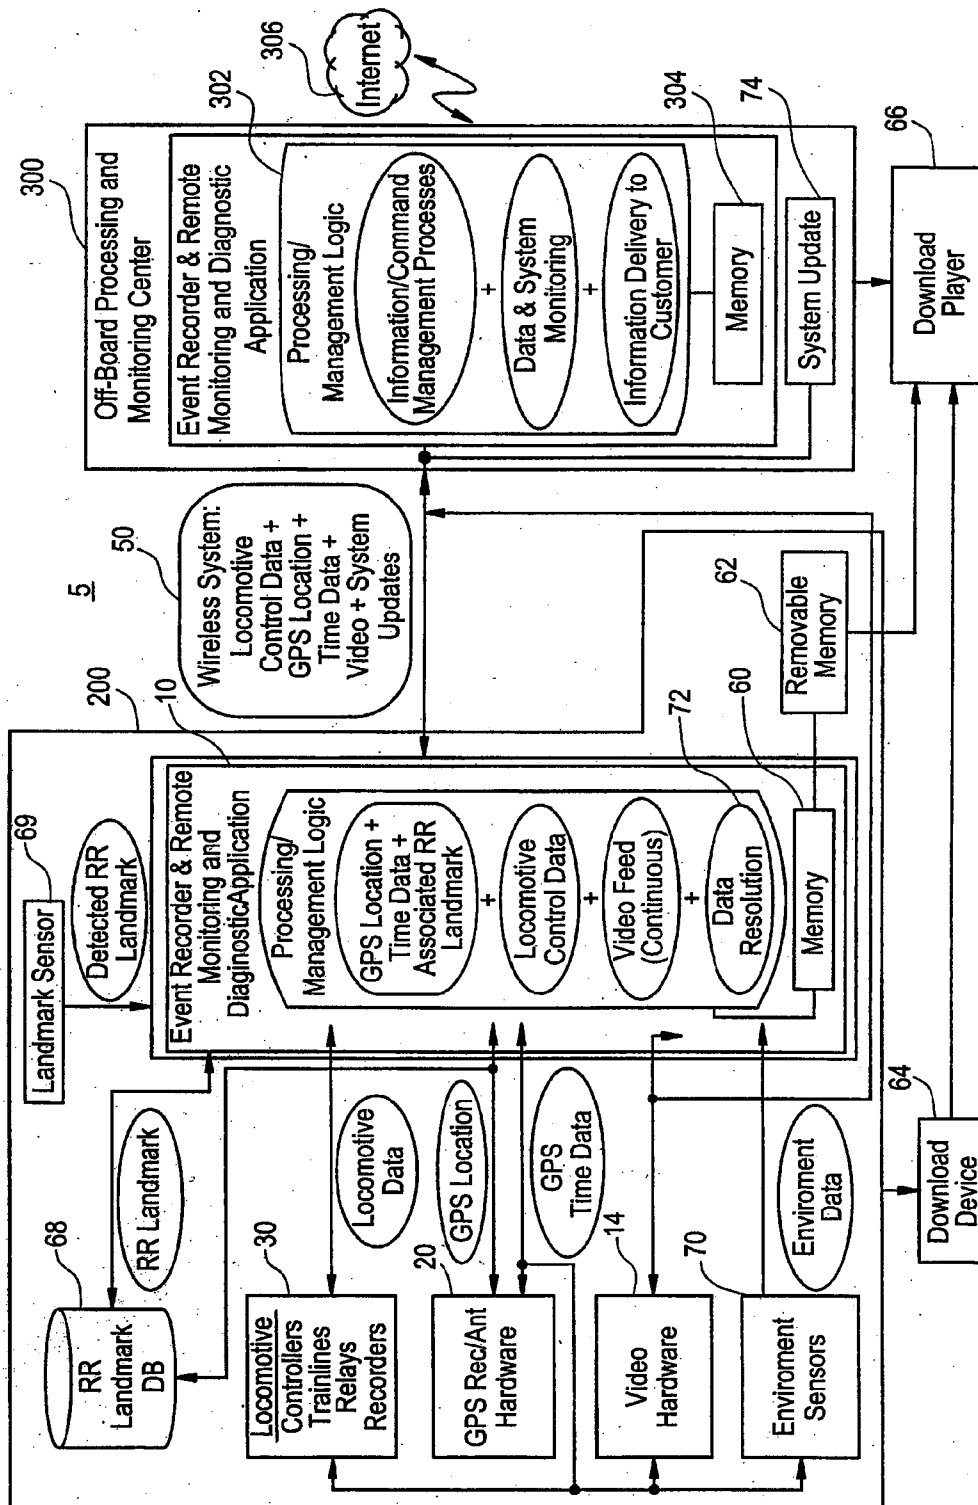 300
Off-Board Processing and
Monitoring Center
Event Recorder & Remote
Monitoring and Diagnostic
Application
302
Processing/
Management Logic
Information/Command
Management Processes
+
Data & System
Monitoring
+
Information Delivery to
Customer
Memory
304
System Update
74
306
Internet
Download
Player
66
5
50
Wireless System:
Locomotive
Control Data +
GPS Location +
Time Data +
Video + System
Updates
200
10
69
Landmark Sensor
Detected RR
Landmark
Event Recorder & Remote
Monitoring and
DiagnosticApplication
Processing/
Management Logic
GPS Location +
Time Data +
Associated RR
Landmark
+
Locomotive
Control Data
+
Video Feed
(Continuous)
+
Data
Resolution
72
Memory
60
Removable
Memory
62
68
RR
Landmark
DB
RR Landmark
30
Locomotive
Controllers
Trainlines
Relays
Recorders
Locomotive
Data
20
GPS Rec/Ant
Hardware
GPS Location
GPS
Time Data
14
Video
Hardware
70
Enviroment
Sensors
Enviroment
Data
64
Download
Device